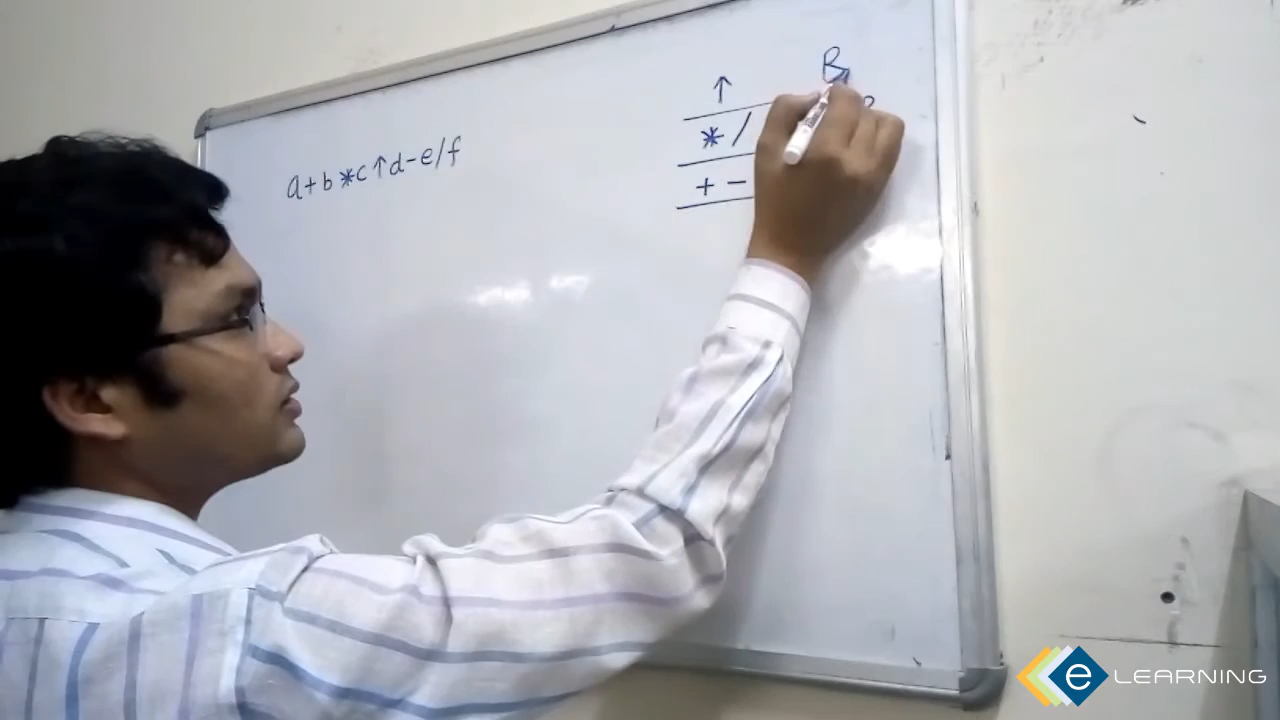 a+b*c↑d-e/f
↑
* /
+ -
R
e LEARNING